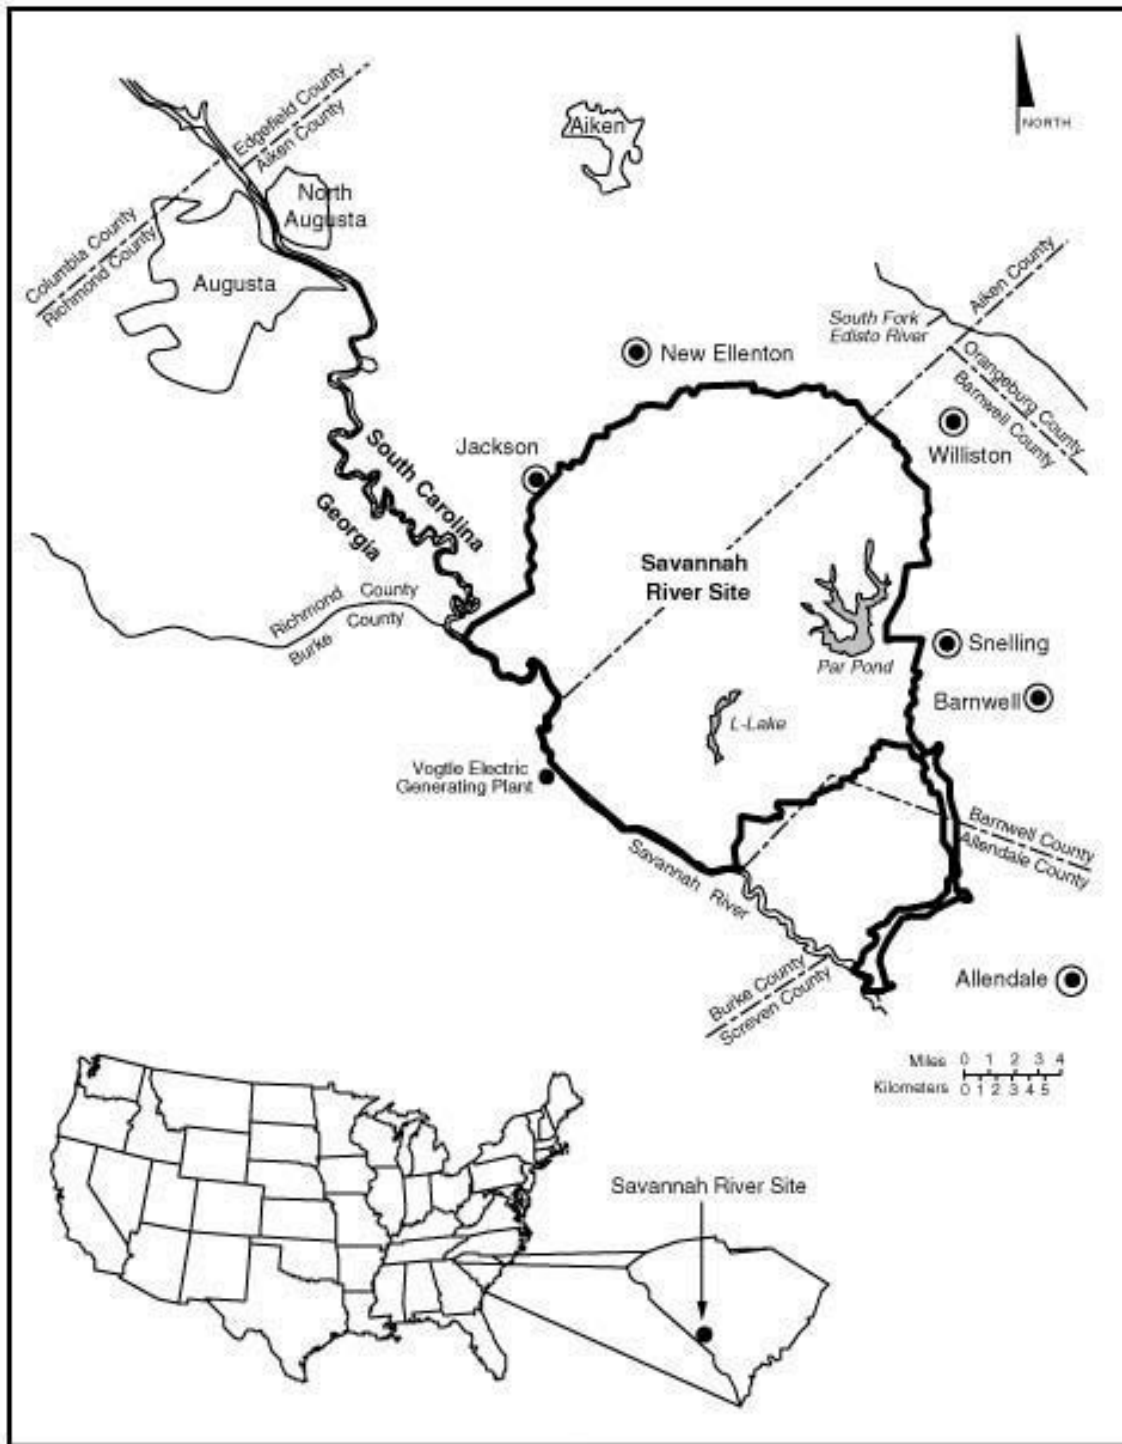 Edgefield County
Aiken County
Aiken
NORTH
North
Augusta
Columbia County
Richmond County
Augusta
Aiken County
South Fork
Edisto River
Orangeburg County
Barnwell County
New Ellenton
Williston
Jackson
South Carolina
Georgia
Savannah
River Site
Richmond County
Burke County
Par Pond
Snelling
Barnwell
L-Lake
Vogtle Electric
Generating Plant
Barnwell County
Allendale County
Savannah River
Burke County
Screven County
Allendale
Miles 0 1 2 3 4
Kilometers 0 1 2 3 4 5
Savannah River Site